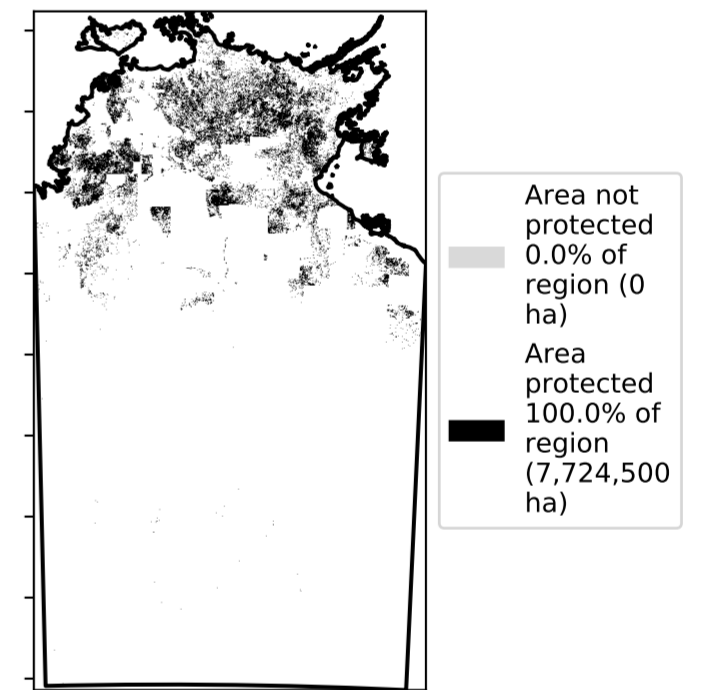 Area not
protected
0.0% of
region (0
ha)
Area
protected
100.0% of
region
(7,724,500
ha)